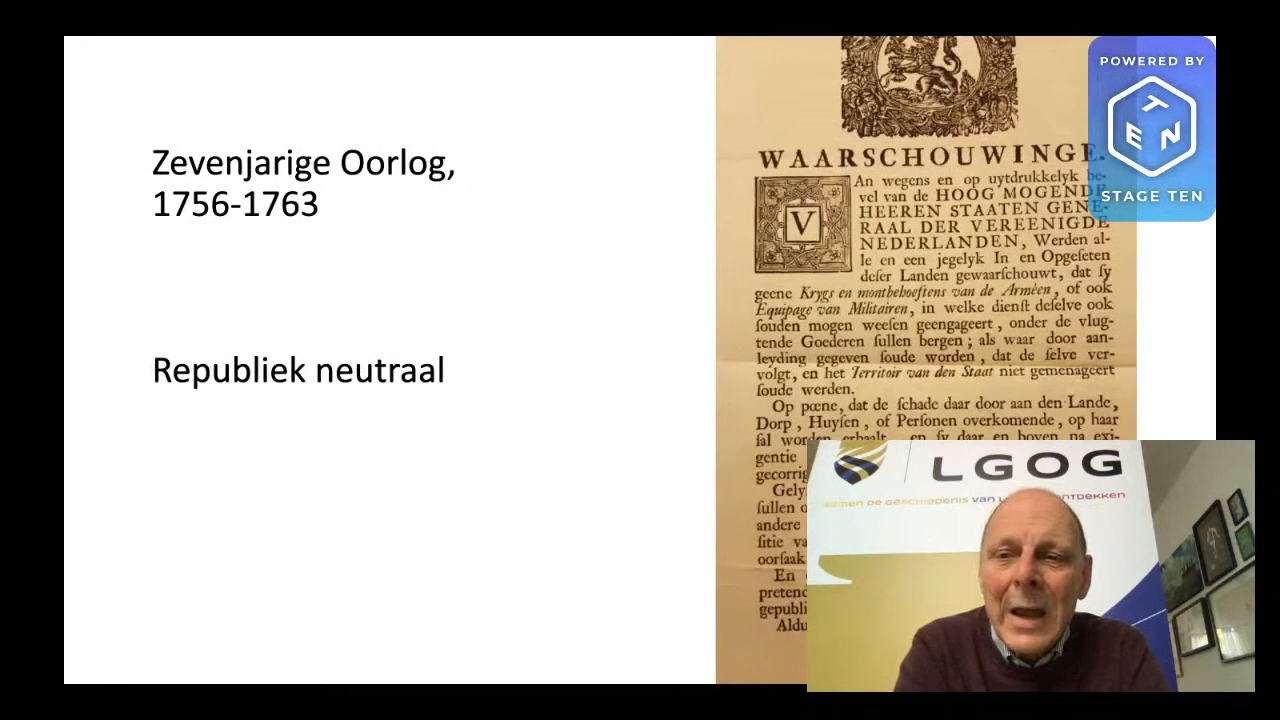 Zevenjarige Oorlog,
1756-1763
Republiek neutraal
WAARSCHOUWINGE.
VAn wegens en op uytdrukkelyk be-
vel van de HOOG MOGENDE
HEEREN STAATEN GENE-
RAAL DER VEREENIGDE
NEDERLANDEN, Werden al-
le en een jegelyk In en Opgeſeten
deſer Landen gewaarſchouwt, dat ſy
geene Krygs en montbehoeftens van de Arméen, of ook
Equipage van Militairen, in welke dienſt deſelve ook
ſouden mogen weeſen geengageert, onder de vlug-
tende Goederen ſullen bergen; als waar door aan-
leyding gegeven ſoude worden, dat de ſelve ver-
volgt, en het Territoir van den Staat niet gemenageert
ſoude werden.
Op pœne, dat de ſchade daar door aan den Lande,
Dorp, Huyſen, of Perſonen overkomende, op haar
ſal worden erhaalt, en ſy daar en boven na exi-
gentie
gecorrig
Gely
ſullen o
andere
ſitie va
oorſaak
En
pretend
gepubli
Aldu
POWERED BY
TEN
STAGE TEN
LGOG
SAMEN DE GESCHIEDENIS VAN L ONTDEKKEN